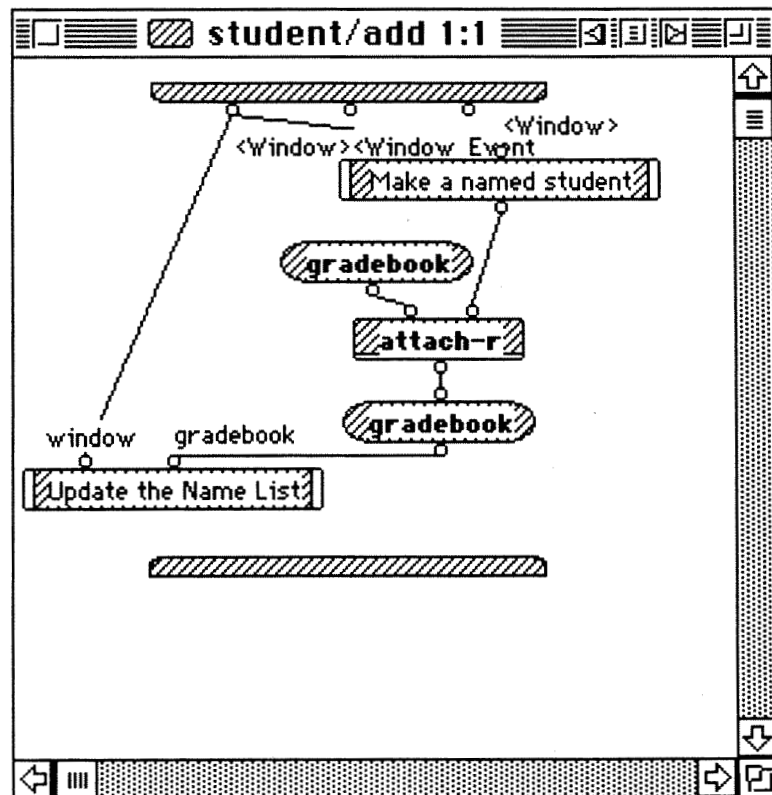 student/add 1:1
<Window>
<Window><Window Event
Make a named student
gradebook
attach-r
gradebook
window gradebook
Update the Name List